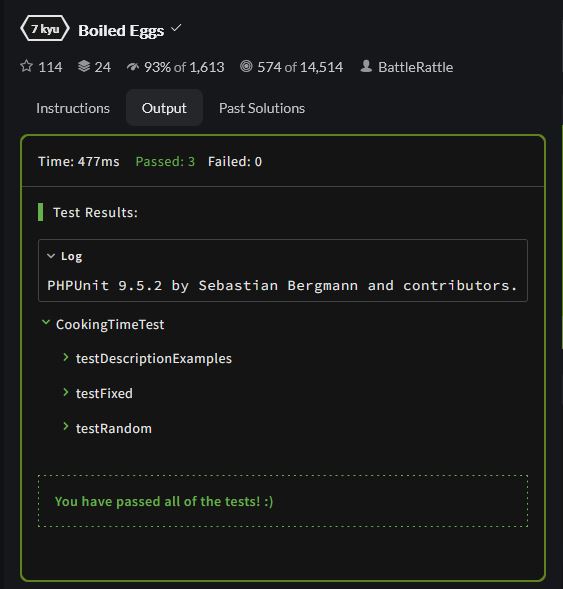 7 kyu Boiled Eggs
114 24 93% of 1,613 574 of 14,514 BattleRattle
Instructions Output Past Solutions
Time: 477ms Passed: 3 Failed: 0
Test Results:
Log
PHPUnit 9.5.2 by Sebastian Bergmann and contributors.
CookingTimeTest
testDescriptionExamples
testFixed
testRandom
You have passed all of the tests! :)